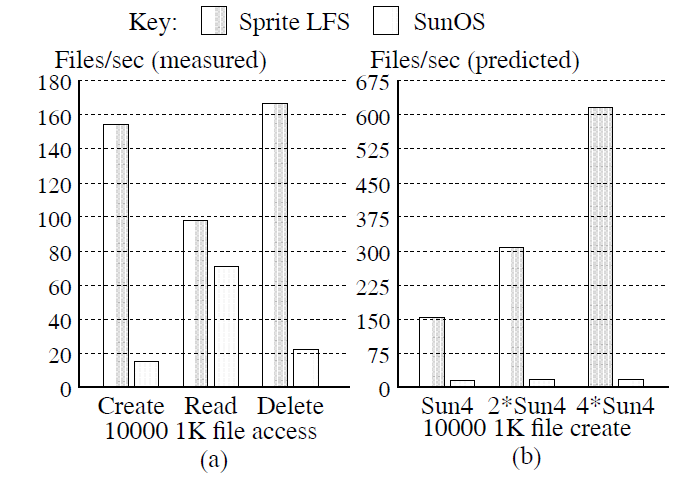 Key: Sprite LFS SunOS
Files/sec (measured)
180
160
140
120
100
80
60
40
20
0
Create Read Delete
10000 1K file access
(a)
Files/sec (predicted)
675
600
525
450
375
300
225
150
75
0
Sun4 2*Sun4 4*Sun4
10000 1K file create
(b)